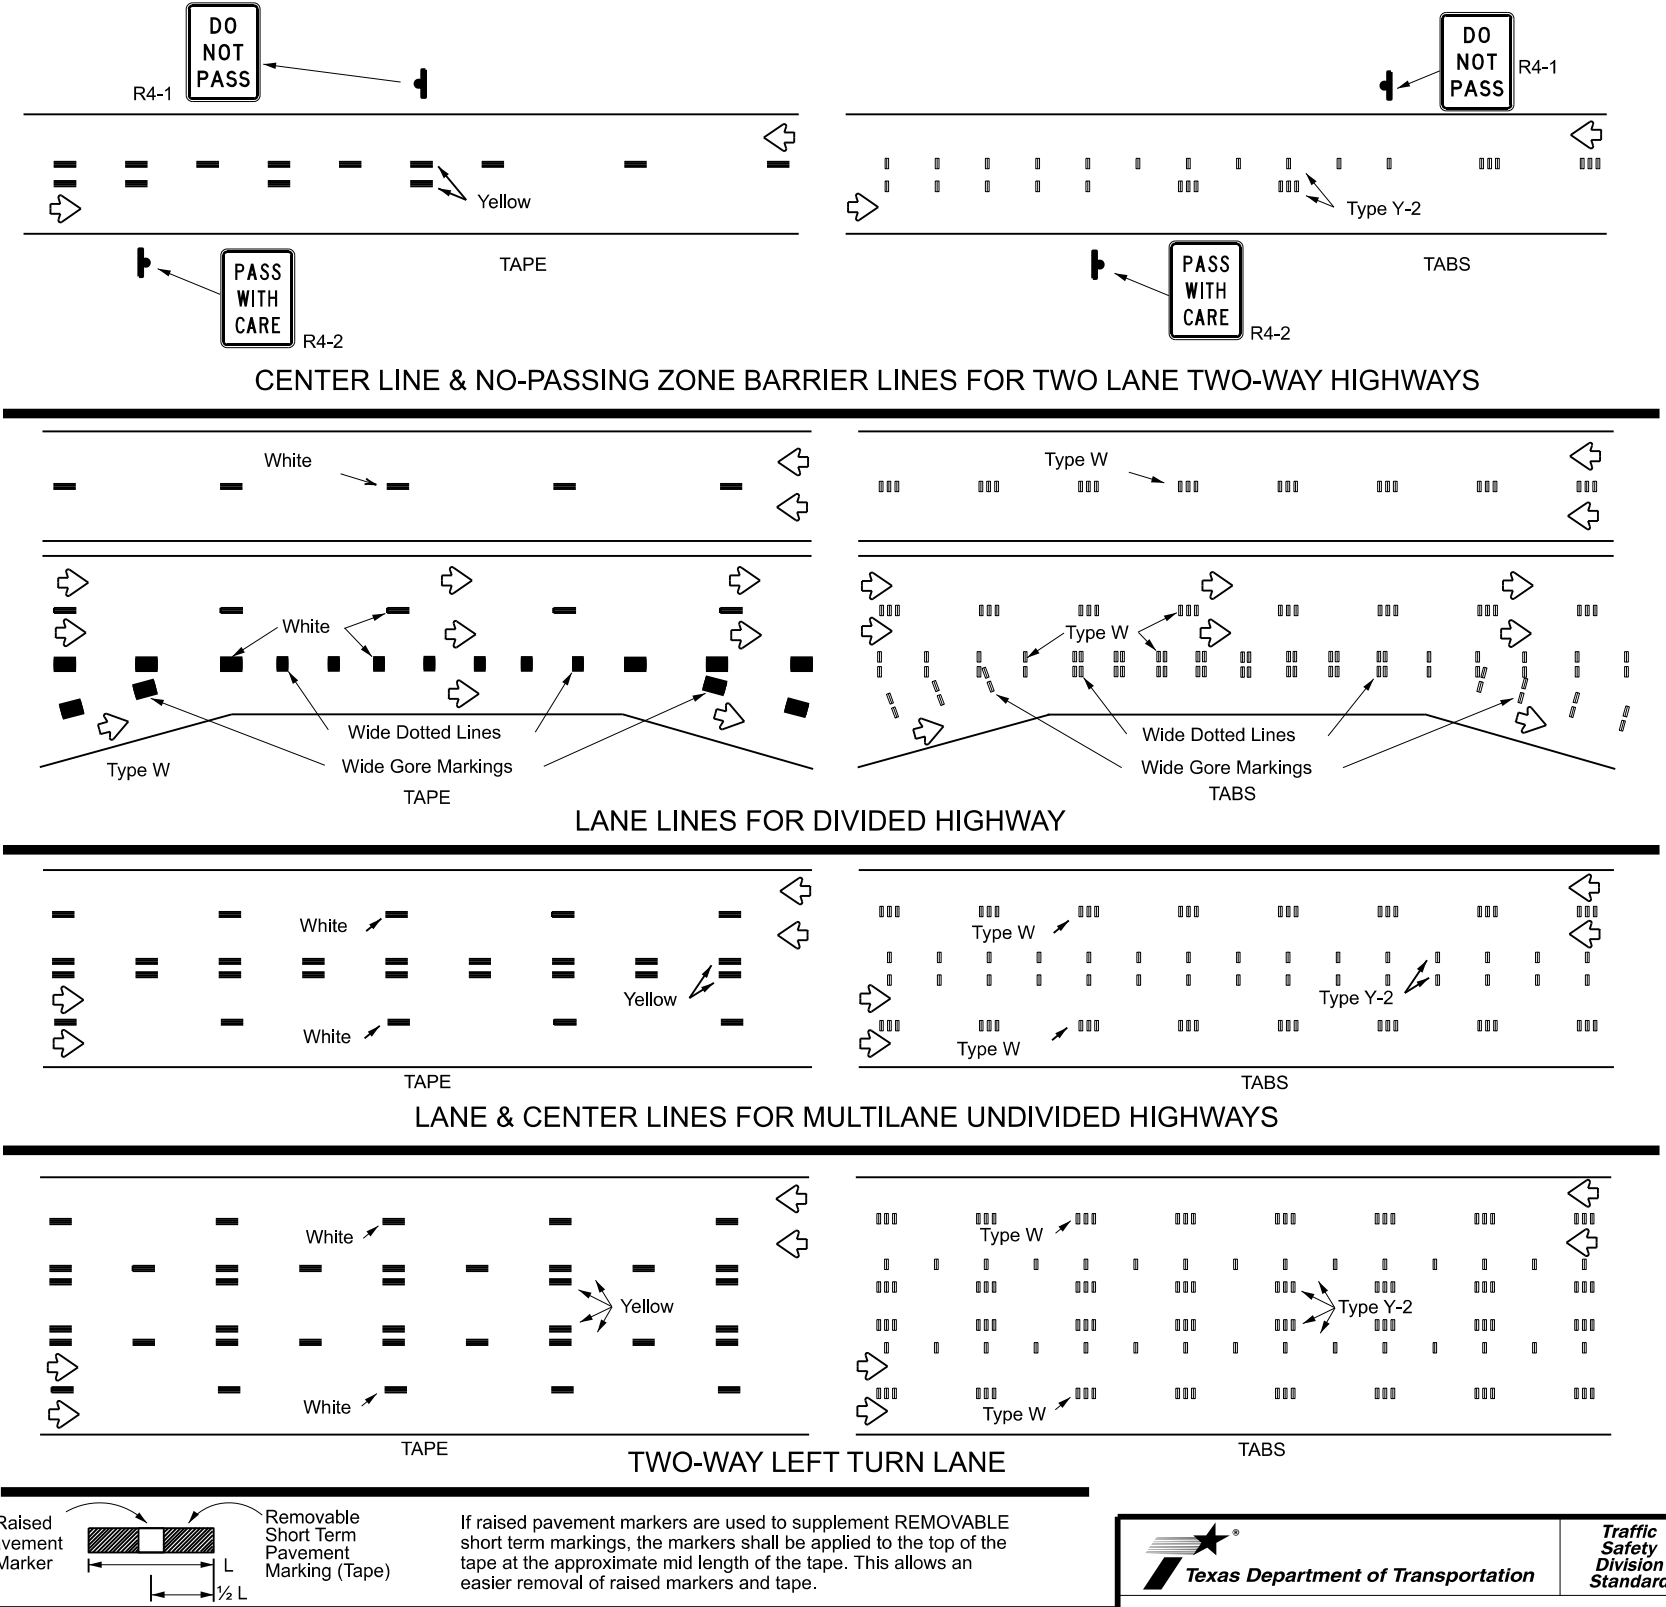 DO
NOT
PASS
R4-1
Yellow
TAPE
PASS
WITH
CARE
R4-2
DO
NOT
PASS
R4-1
Type Y-2
TABS
PASS
WITH
CARE
R4-2
CENTER LINE & NO-PASSING ZONE BARRIER LINES FOR TWO LANE TWO-WAY HIGHWAYS
White
White
Wide Dotted Lines
Wide Gore Markings
Type W
TAPE
Type W
Type W
Wide Dotted Lines
Wide Gore Markings
TABS
LANE LINES FOR DIVIDED HIGHWAY
White
Yellow
White
TAPE
Type W
Type Y-2
Type W
TABS
LANE & CENTER LINES FOR MULTILANE UNDIVIDED HIGHWAYS
White
Yellow
White
TAPE
Type W
Type Y-2
Type W
TABS
TWO-WAY LEFT TURN LANE
Raised
vement
Marker
L
½ L
Removable
Short Term
Pavement
Marking (Tape)
If raised pavement markers are used to supplement REMOVABLE
short term markings, the markers shall be applied to the top of the
tape at the approximate mid length of the tape. This allows an
easier removal of raised markers and tape.
®
Texas Department of Transportation
Traffic
Safety
Division
Standard